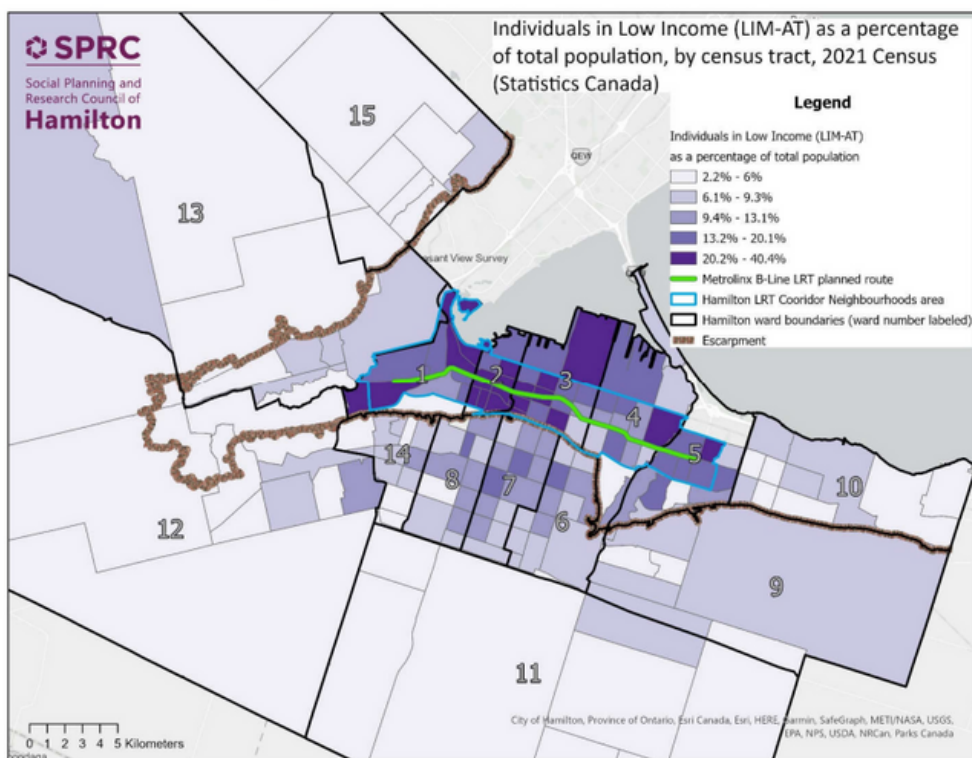 SPRC
Social Planning and
Research Council of
Hamilton
Individuals in Low Income (LIM-AT) as a percentage
of total population, by census tract, 2021 Census
(Statistics Canada)
Legend
Individuals in Low Income (LIM-AT)
as a percentage of total population
2.2% - 6%
6.1% - 9.3%
9.4% - 13.1%
13.2% - 20.1%
20.2% - 40.4%
Metrolinx B-Line LRT planned route
Hamilton LRT Cooridor Neighbourhoods area
Hamilton ward boundaries (ward number labeled)
Escarpment
15
QEW
13
easant View Survey
1
2
3
4
5
14
8
7
10
6
12
9
11
0 1 2 3 4 5 Kilometers
City of Hamilton, Province of Ontario, Esri Canada, Esri, HERE, Garmin, SafeGraph, METI/NASA, USGS,
EPA, NPS, USDA, NRCan, Parks Canada